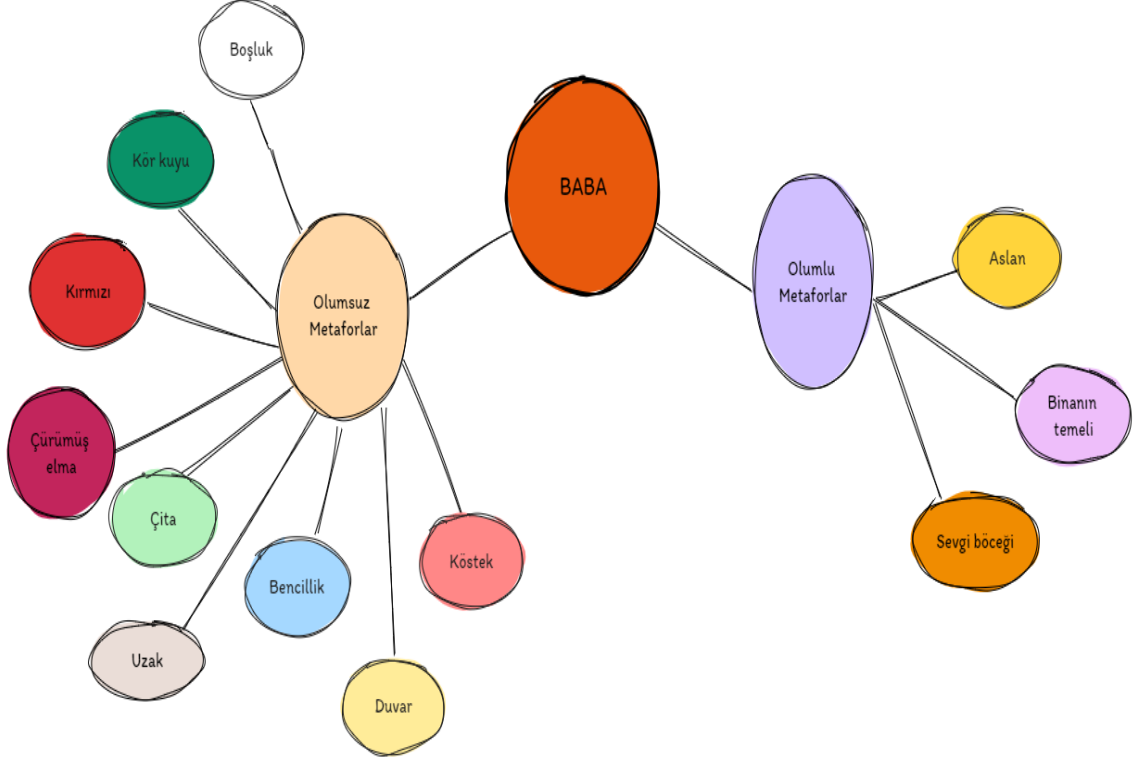 Boşluk
Kör kuyu
BABA
Kırmızı
Olumsuz
Metaforlar
Olumlu
Metaforlar
Aslan
Çürümüş
elma
Binanın
temeli
Çita
Sevgi böceği
Bencillik
Köstek
Uzak
Duvar